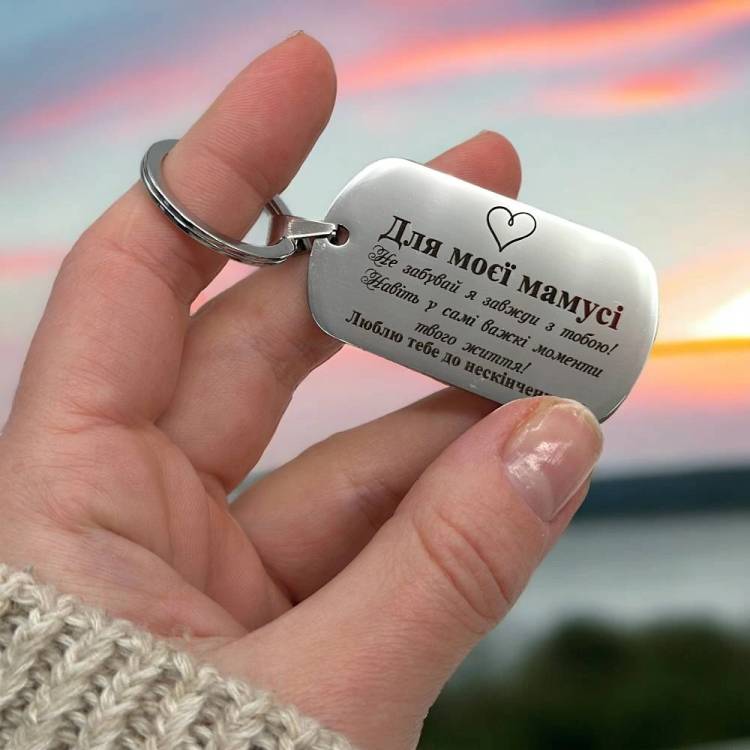 Для моєї мамусі
Не забувай я завжди з тобою!
Навіть у самі важкі моменти
твого життя!
Люблю тебе до